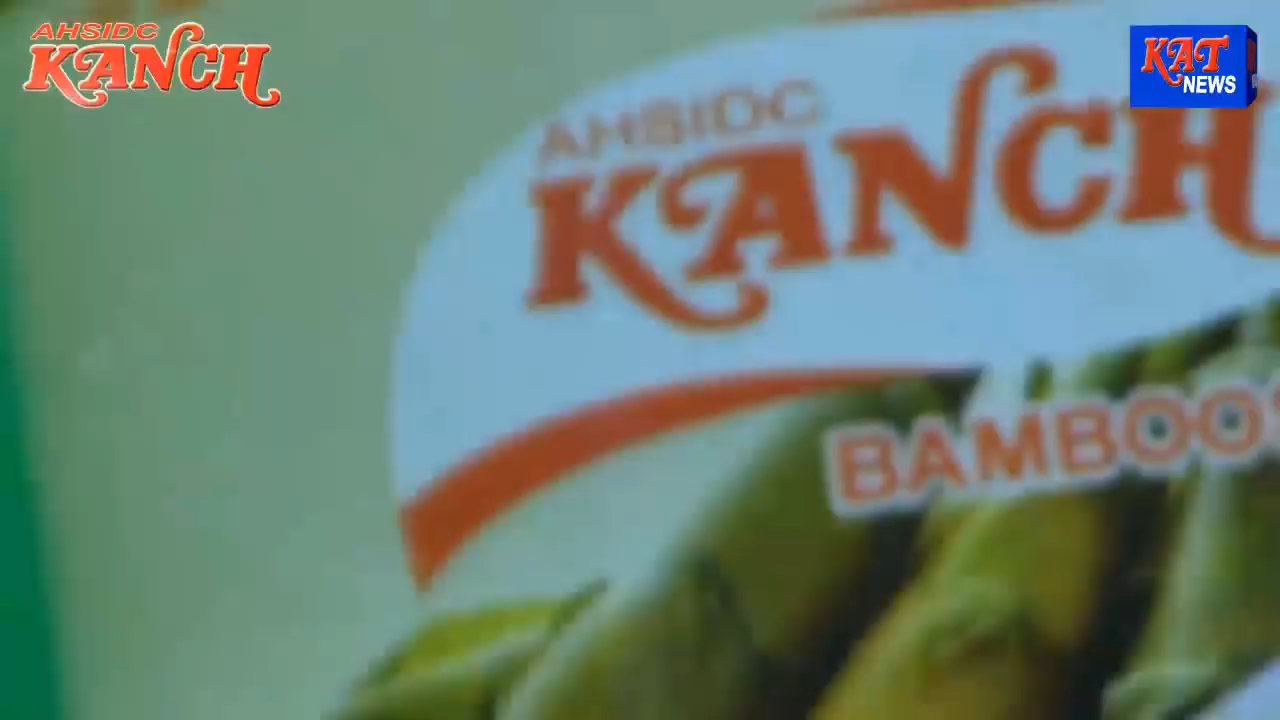 AHSIDC
KANCH
KAT
NEWS
AHSIDC
KANCH
BAMBOO